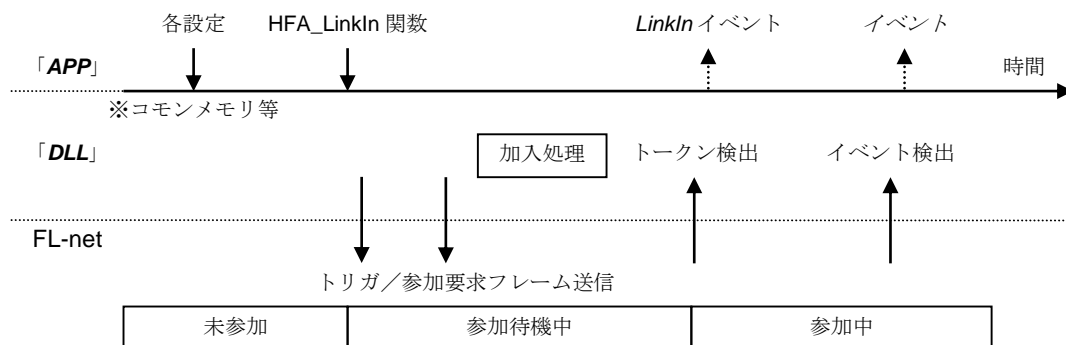 各設定 HFA_LinkIn 関数 LinkIn イベント イベント
「APP」 時間
※コモンメモリ等
「DLL」 加入処理 トークン検出 イベント検出
FL-net
トリガ／参加要求フレーム送信
未参加 参加待機中 参加中